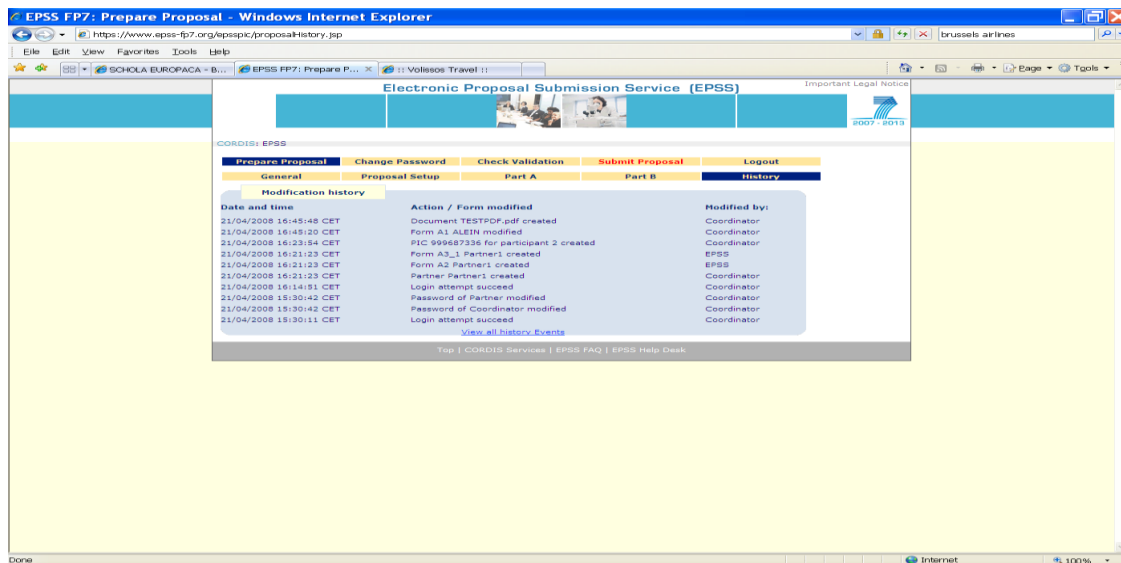 EPSS FP7: Prepare Proposal - Windows Internet Explorer
https://www.epss-fp7.org/epsspic/proposalHistory.jsp brussels airlines
File Edit View Favorites Tools Help
SCHOLA EUROPACA - B... EPSS FP7: Prepare P... :: Volissos Travel :: Page Tools
Electronic Proposal Submission Service (EPSS) Important Legal Notice
2007 - 2013
CORDIS: EPSS
Prepare Proposal Change Password Check Validation Submit Proposal Logout
General Proposal Setup Part A Part B History
Modification history
Date and time Action / Form modified Modified by:
21/04/2008 16:45:48 CET Document TESTPDF.pdf created Coordinator
21/04/2008 16:45:20 CET Form A1 ALEIN modified Coordinator
21/04/2008 16:23:54 CET PIC 999687336 for participant 2 created Coordinator
21/04/2008 16:21:23 CET Form A3_1 Partner1 created EPSS
21/04/2008 16:21:23 CET Form A2 Partner1 created EPSS
21/04/2008 16:21:23 CET Partner Partner1 created Coordinator
21/04/2008 16:14:51 CET Login attempt succeed Coordinator
21/04/2008 15:30:42 CET Password of Partner modified Coordinator
21/04/2008 15:30:42 CET Password of Coordinator modified Coordinator
21/04/2008 15:30:11 CET Login attempt succeed Coordinator
View all history Events
Top | CORDIS Services | EPSS FAQ | EPSS Help Desk
Done Internet 100%